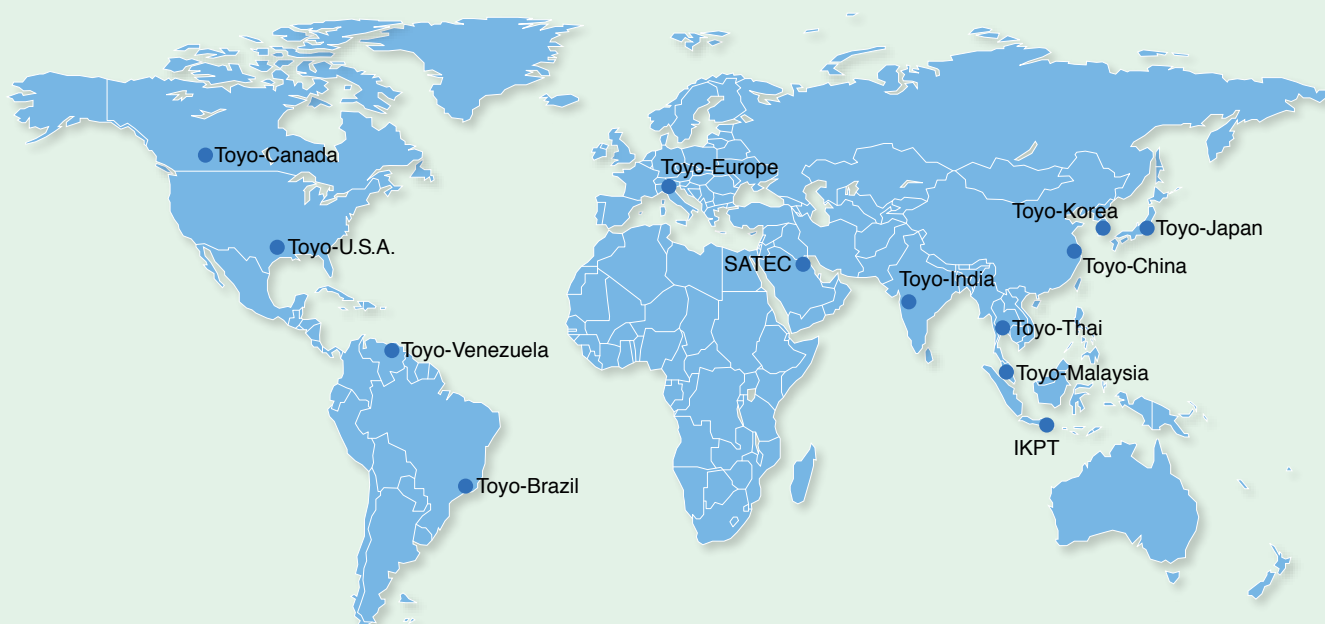 Toyo-Canada
Toyo-Europe
Toyo-Korea
Toyo-Japan
Toyo-U.S.A.
SATEC
Toyo-China
Toyo-India
Toyo-Thai
Toyo-Venezuela
Toyo-Malaysia
IKPT
Toyo-Brazil